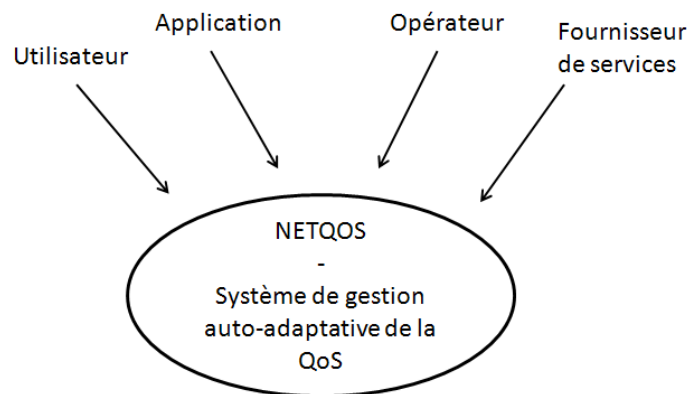 Utilisateur
Application
Opérateur
Fournisseur
de services
NETQOS
-
Système de gestion
auto-adaptative de la
QoS